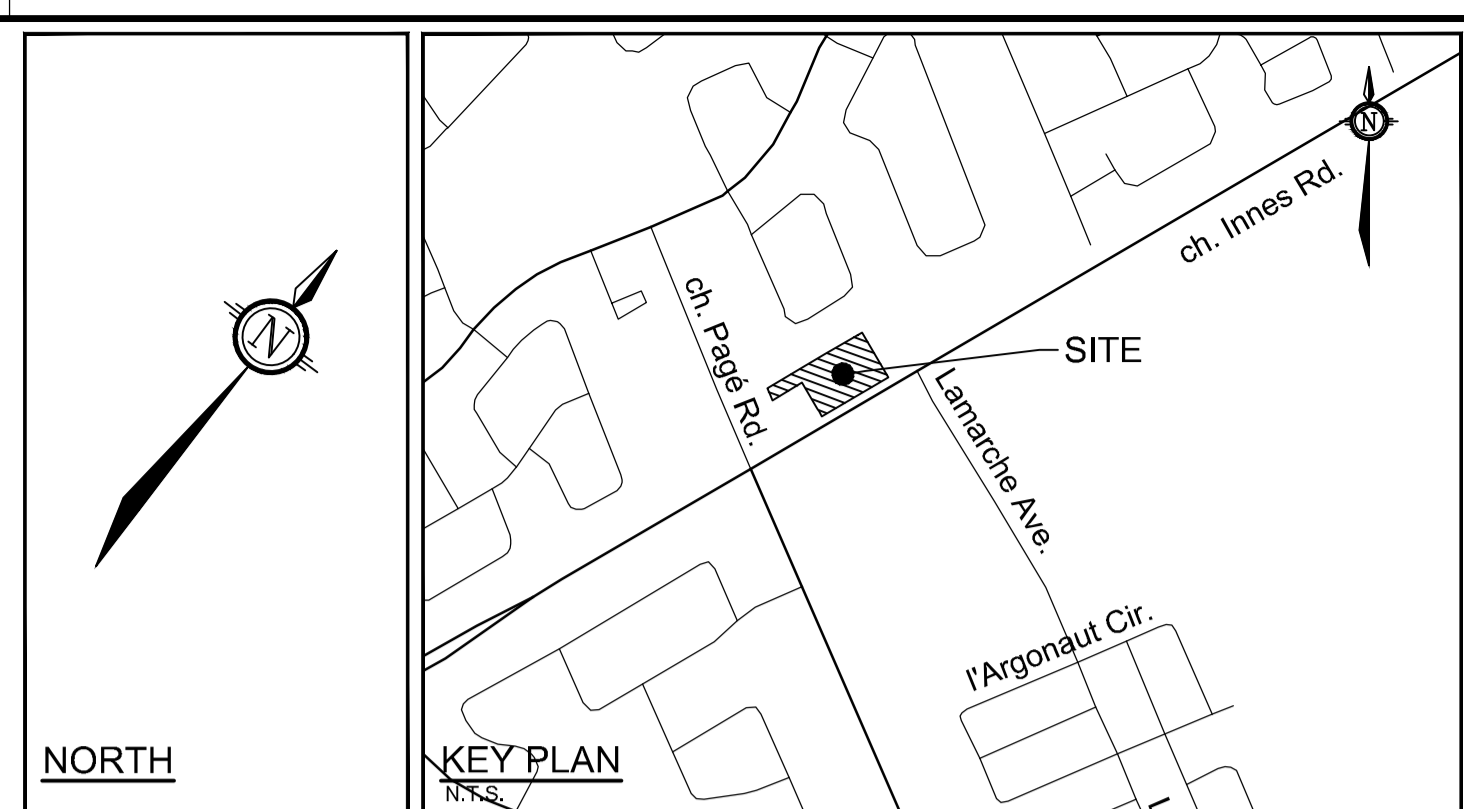 N
NORTH
N
ch. Innes Rd.
ch. Pagé Rd.
SITE
Lamarche Ave.
l'Argonaut Cir.
KEY PLAN
N.T.S.